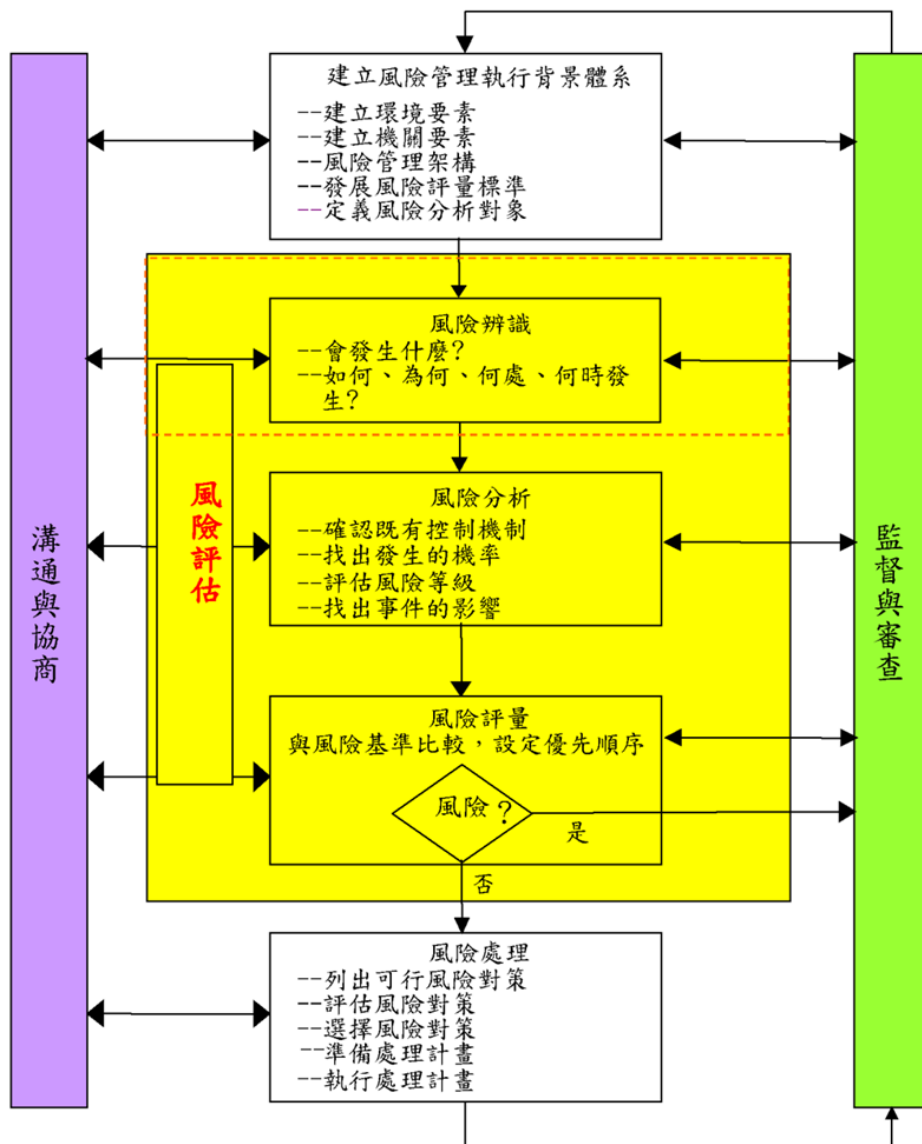 建立風險管理執行背景體系
--建立環境要素
--建立機關要素
--風險管理架構
--發展風險評量標準
--定義風險分析對象
風險辨識
--會發生什麼?
--如何、為何、何處、何時發
生?
風險評估
風險分析
--確認既有控制機制
--找出發生的機率
--評估風險等級
--找出事件的影響
溝通與協商
監督與審查
風險評量
與風險基準比較，設定優先順序
風險?
是
否
風險處理
--列出可行風險對策
--評估風險對策
--選擇風險對策
--準備處理計畫
--執行處理計畫